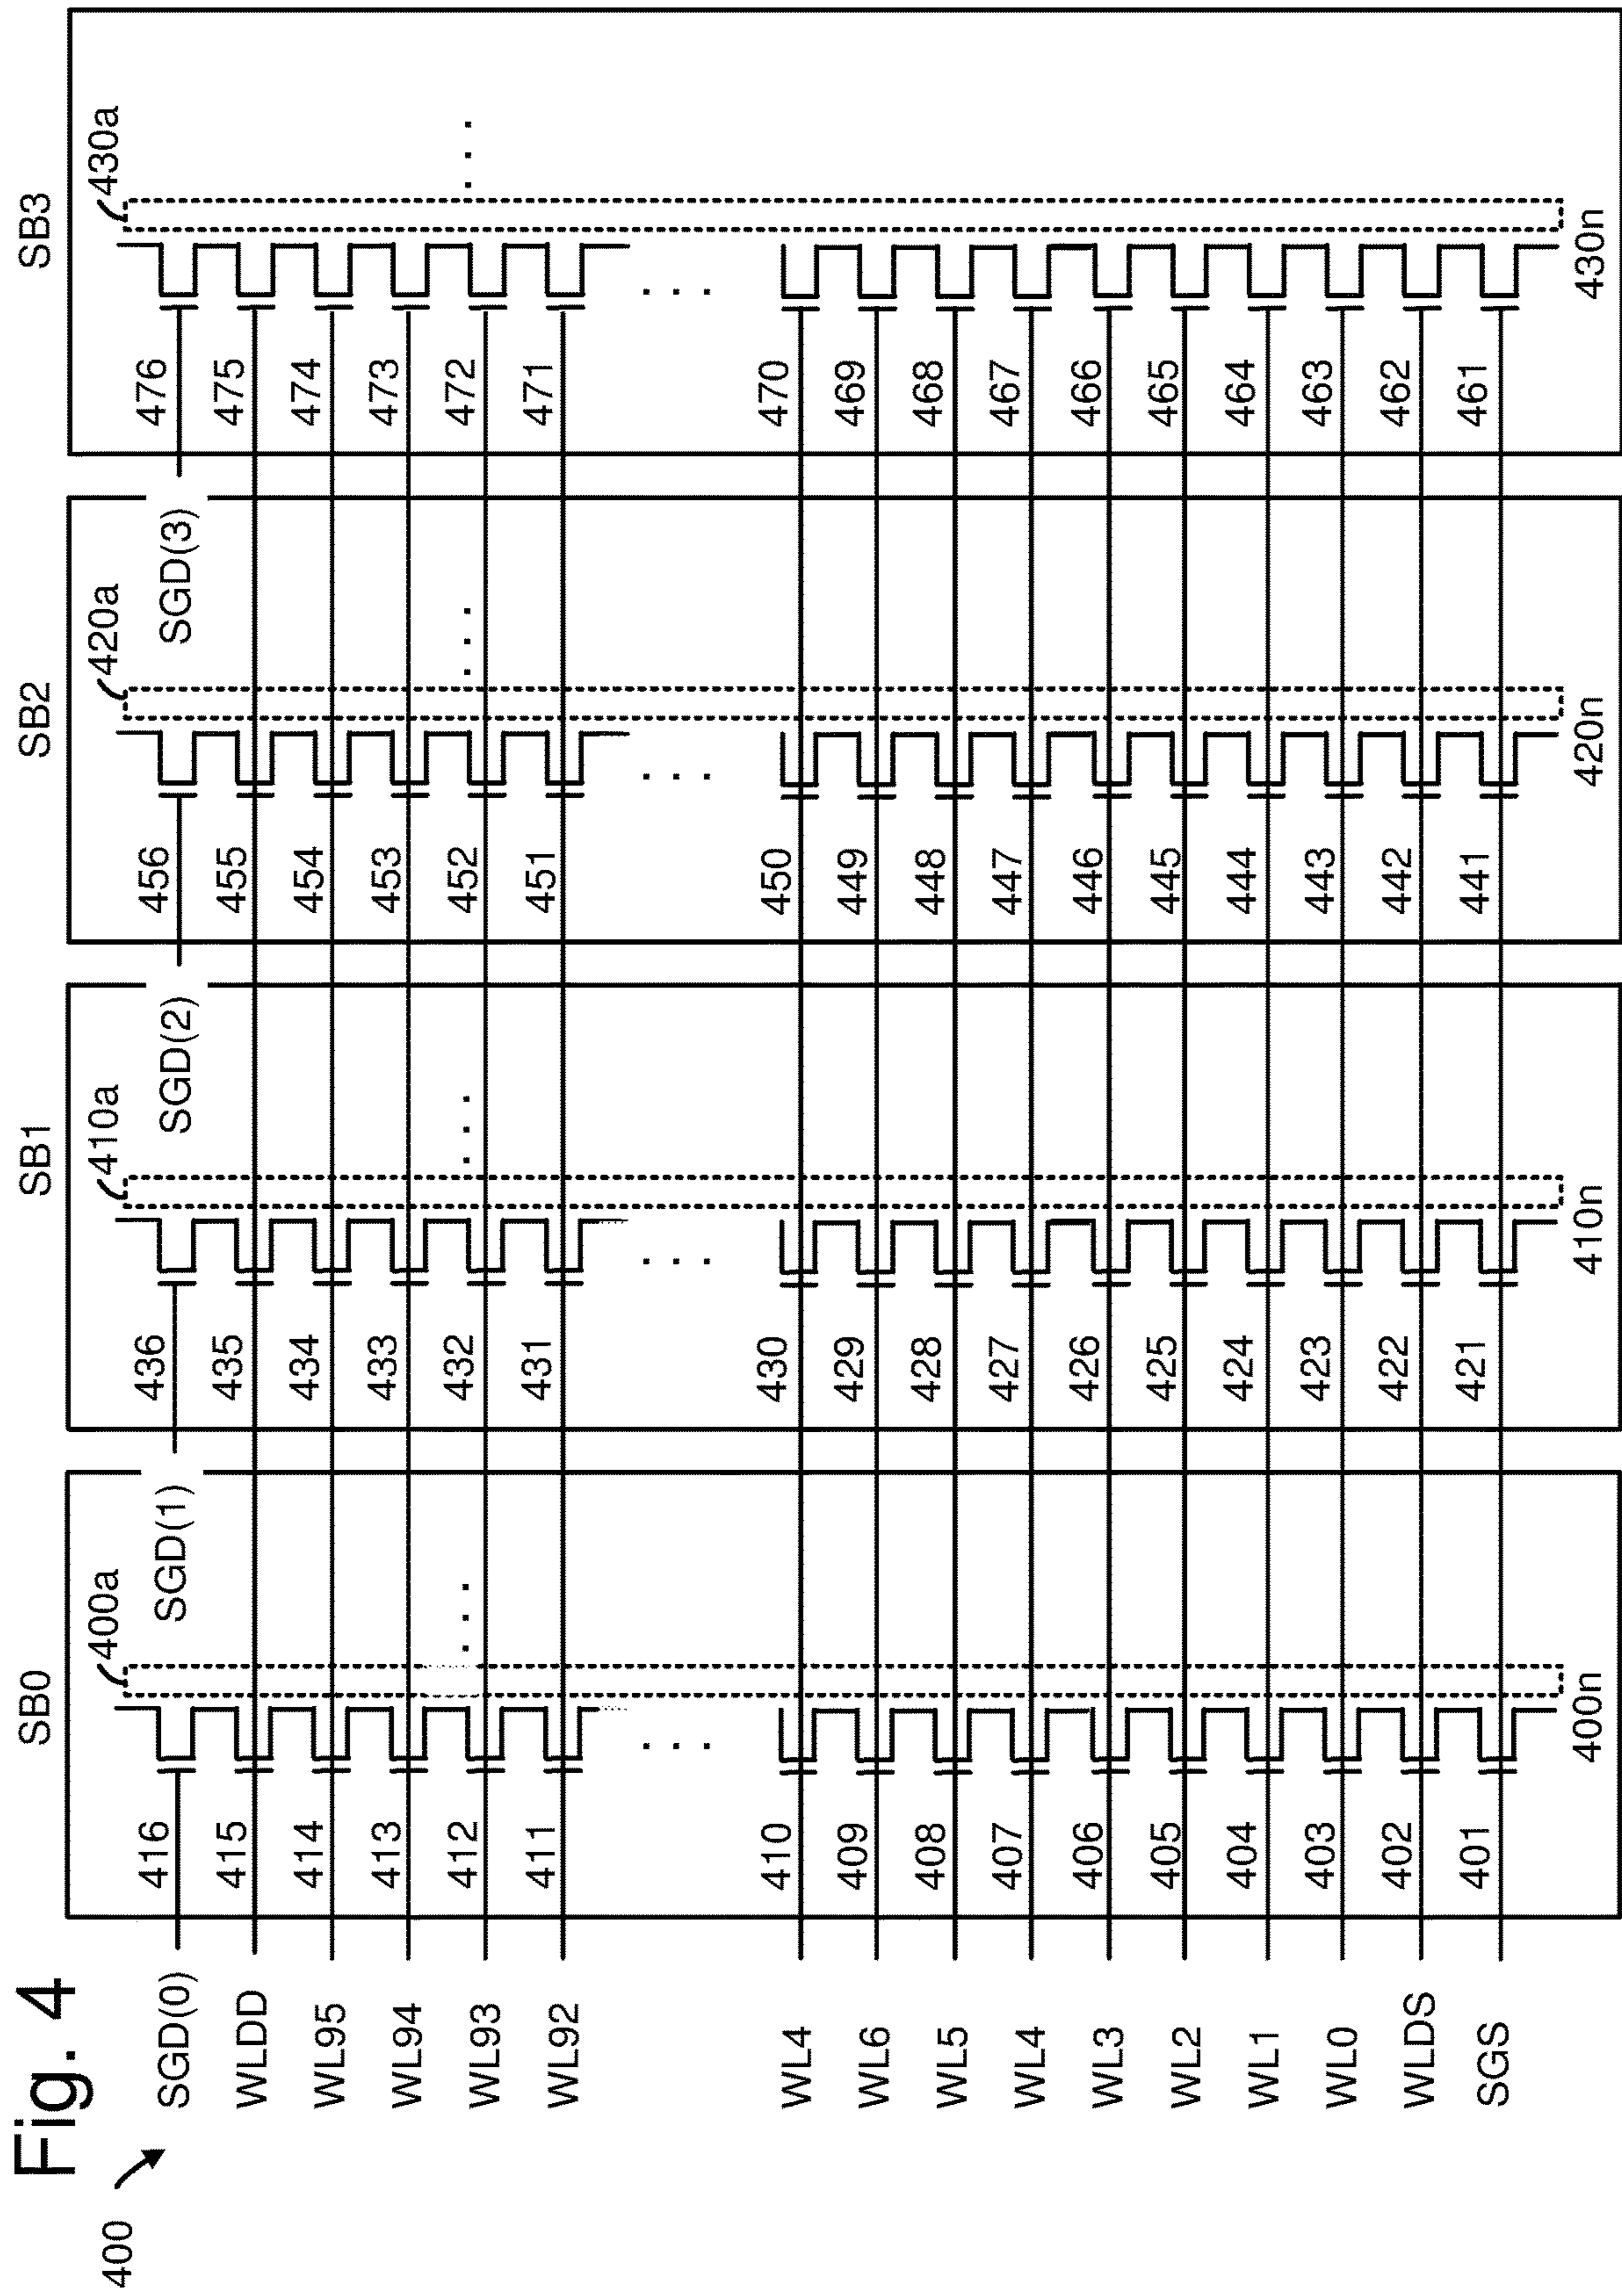 Fig. 4 SB0 SB1 SB2 SB3
400 400a 410a 420a 430a
SGD(0) 416 SGD(1) 436 SGD(2) 456 SGD(3) 476
WLDD 415 435 455 475
WL95 414 434 454 474
WL94 413 433 453 473
WL93 412 432 452 472
WL92 411 431 451 471
WL4 410 430 450 470
WL6 409 429 449 469
WL5 408 428 448 468
WL4 407 427 447 467
WL3 406 426 446 466
WL2 405 425 445 465
WL1 404 424 444 464
WL0 403 423 443 463
WLDS 402 422 442 462
SGS 401 421 441 461
400n 410n 420n 430n